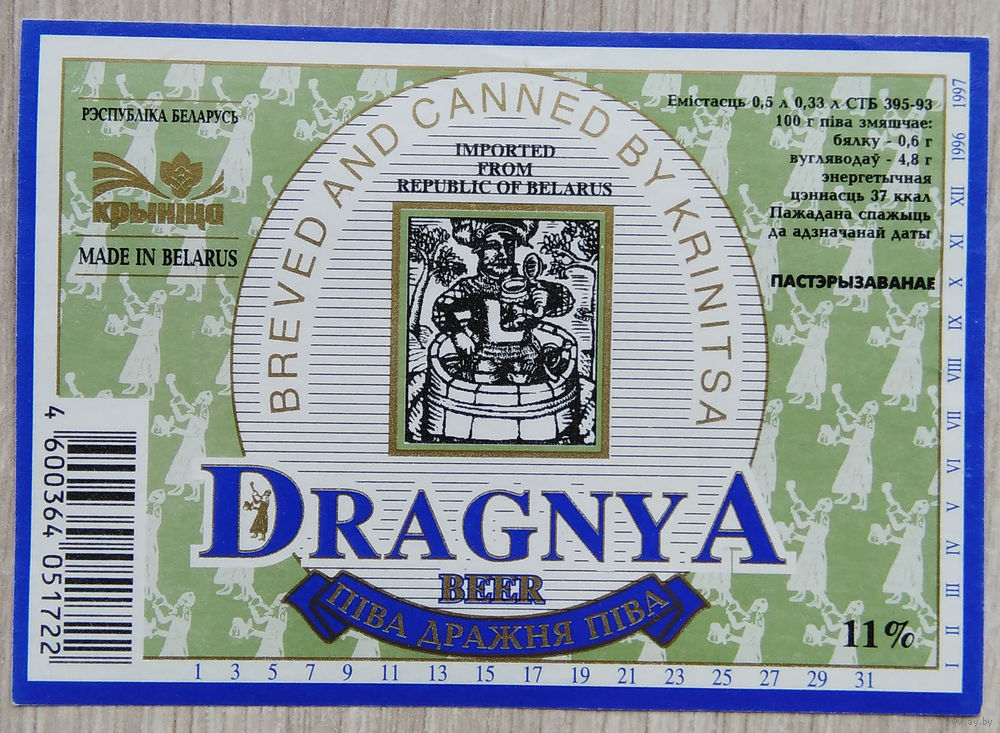 РЭСПУБЛІКА БЕЛАРУСЬ
крыніца
MADE IN BELARUS
BREVED AND CANNED BY KRINITSA
IMPORTED
FROM
REPUBLIC OF BELARUS
Емістасць 0,5 л 0,33 л СТБ 395-93
100 г піва змяшчае:
бялку - 0,6 г
вугляводаў - 4,8 г
энергетычная
цэннасць 37 ккал
Пажадана спажыць
да адзначанай даты
ПАСТЭРЫЗАВАНАЕ
DRAGNYA
BEER
ПІВА ДРАЖНЯ ПІВА
11%
4 600364 051722
1 3 5 7 9 11 13 15 17 19 21 23 25 27 29 31
I II III IV V VI VII VIII IX X XI XII 1996 1997
www.ay.by